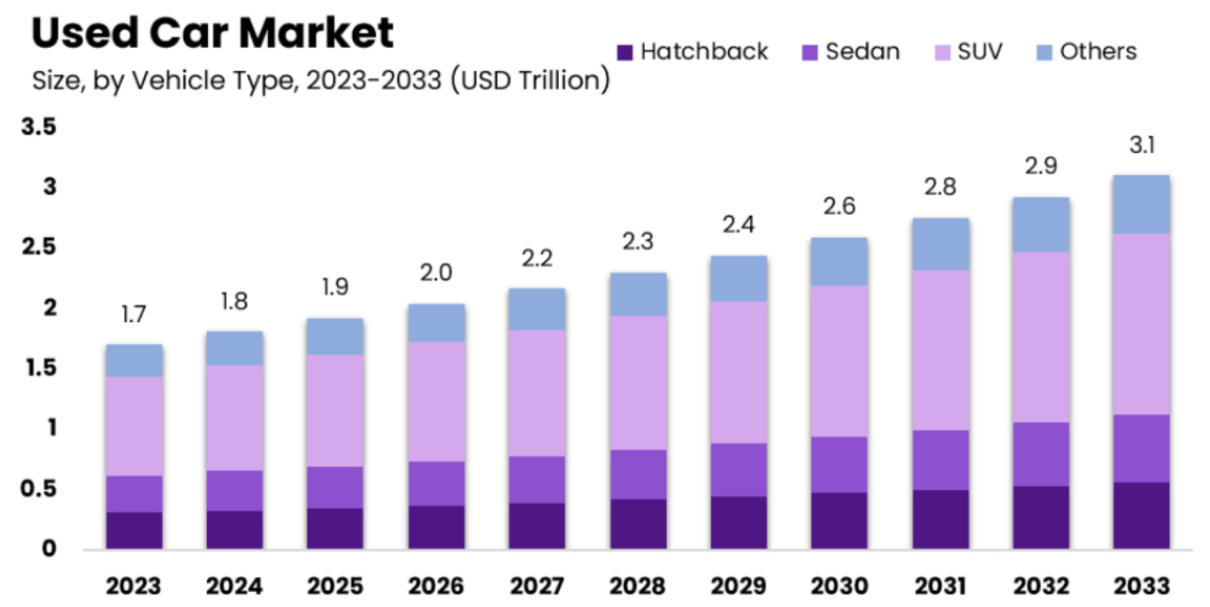 Used Car Market
Size, by Vehicle Type, 2023-2033 (USD Trillion)
Hatchback Sedan SUV Others
3.5
3
2.5
2
1.5
1
0.5
0
1.7 1.8 1.9 2.0 2.2 2.3 2.4 2.6 2.8 2.9 3.1
2023 2024 2025 2026 2027 2028 2029 2030 2031 2032 2033